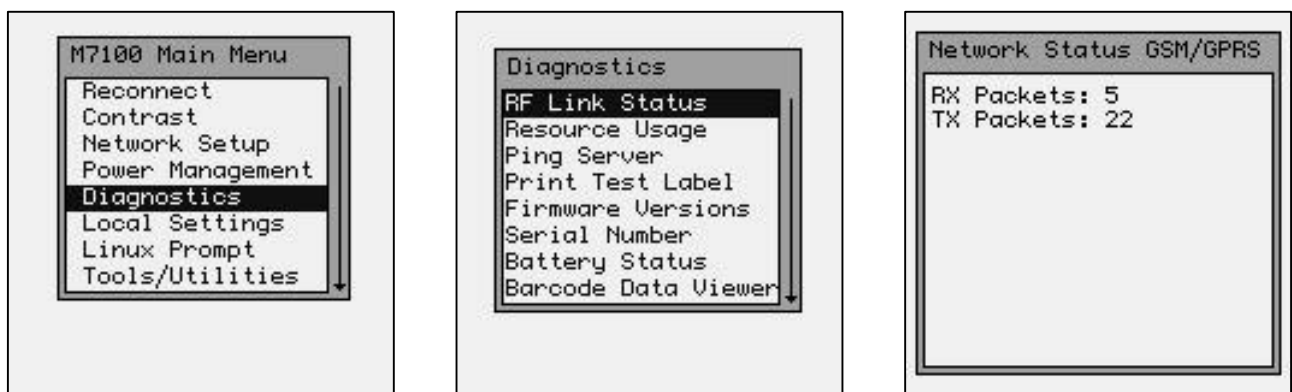 M7100 Main Menu
Reconnect
Contrast
Network Setup
Power Management
Diagnostics
Local Settings
Linux Prompt
Tools/Utilities
Diagnostics
RF Link Status
Resource Usage
Ping Server
Print Test Label
Firmware Versions
Serial Number
Battery Status
Barcode Data Viewer
Network Status GSM/GPRS
RX Packets: 5
TX Packets: 22